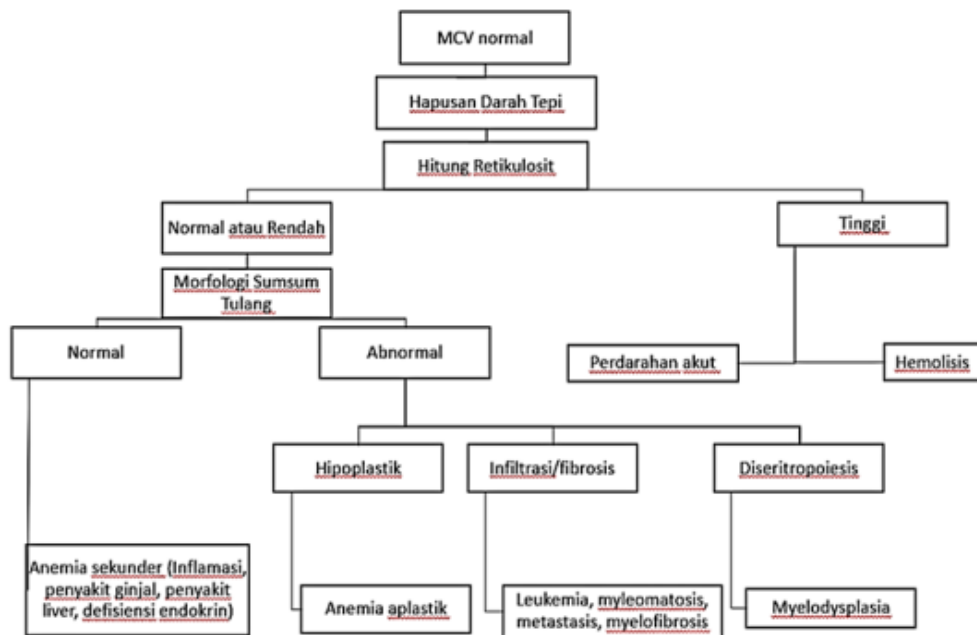 MCV normal
Hapusan Darah Tepi
Hitung Retikulosit
Normal atau Rendah
Tinggi
Morfologi Sumsum
Tulang
Normal
Abnormal
Perdarahan akut
Hemolisis
Hipoplastik
Infiltrasi/fibrosis
Diseritropoiesis
Anemia sekunder (Inflamasi,
penyakit ginjal, penyakit
liver, defisiensi endokrin)
Anemia aplastik
Leukemia, myleomatosis,
metastasis, myelofibrosis
Myelodysplasia